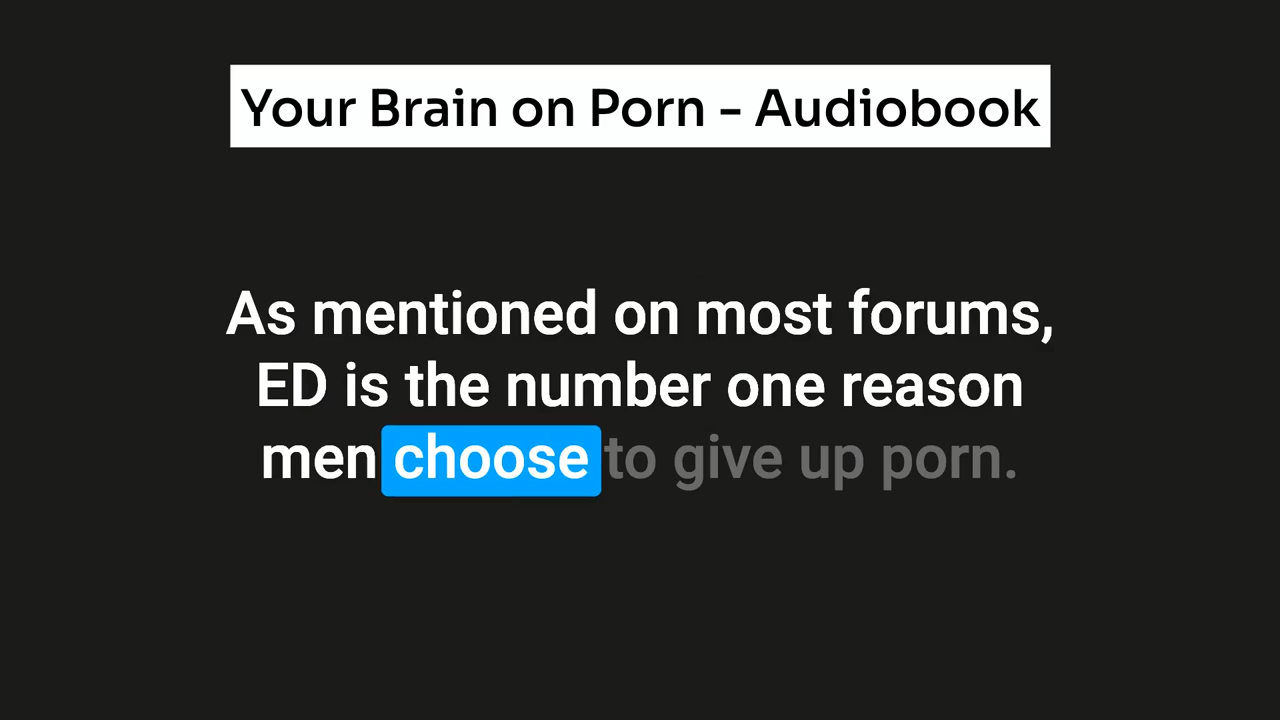 Your Brain on Porn - Audiobook
As mentioned on most forums,
ED is the number one reason
men choose to give up porn.